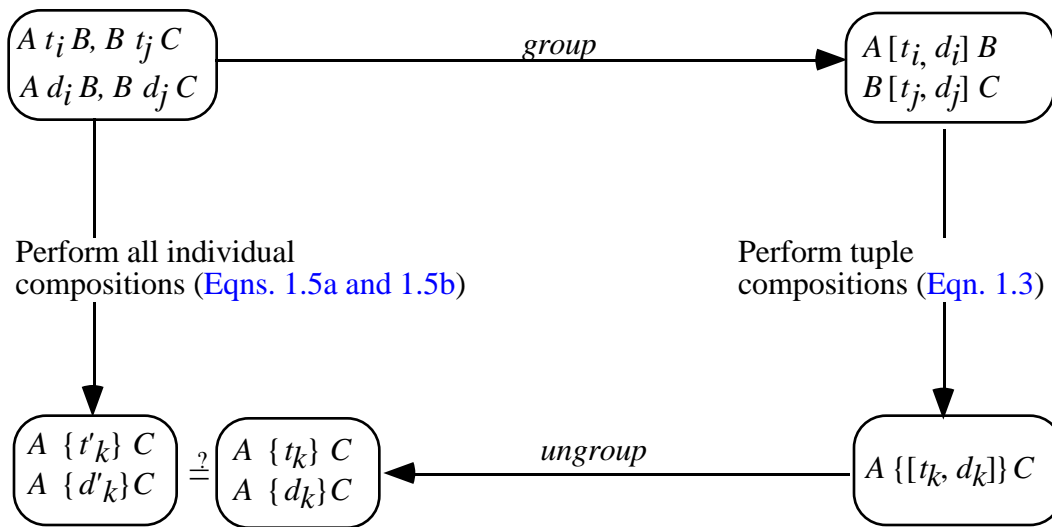 A t_i B, B t_j C
A d_i B, B d_j C
group
A [t_i, d_i] B
B [t_j, d_j] C
Perform all individual
compositions (Eqns. 1.5a and 1.5b)
Perform tuple
compositions (Eqn. 1.3)
A {t'_k} C
A {d'_k}C
≟
A {t_k} C
A {d_k}C
ungroup
A {[t_k, d_k]} C